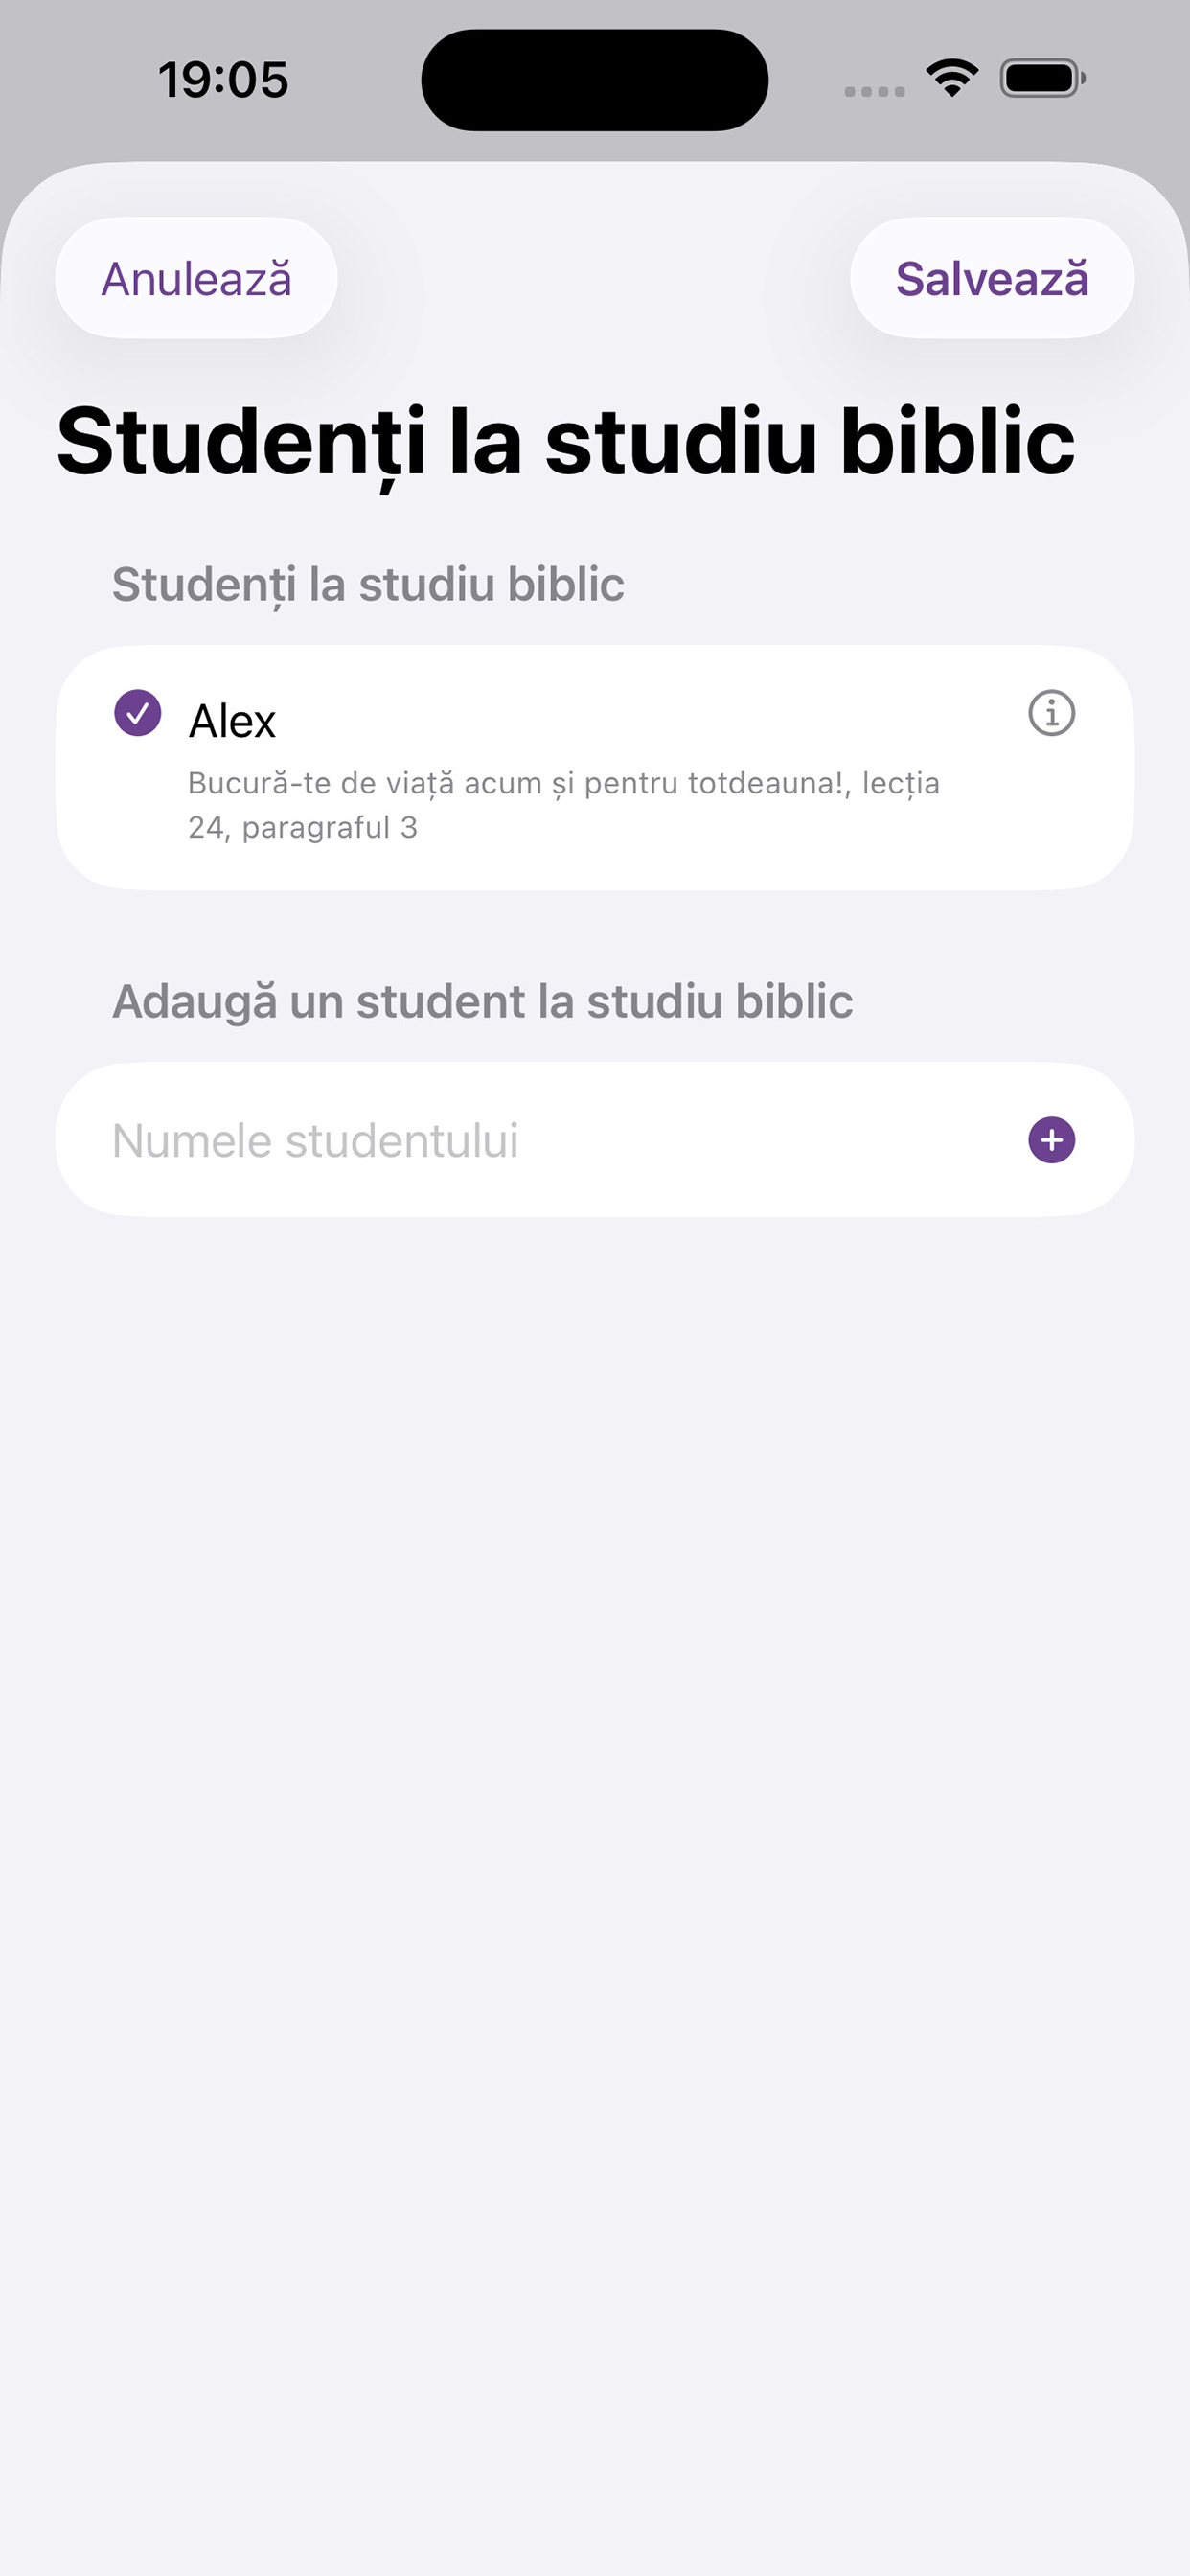 19:05
Anulează
Salvează
Studenți la studiu biblic
Studenți la studiu biblic
Alex
Bucură-te de viață acum și pentru totdeauna!, lecția
24, paragraful 3
Adaugă un student la studiu biblic
Numele studentului